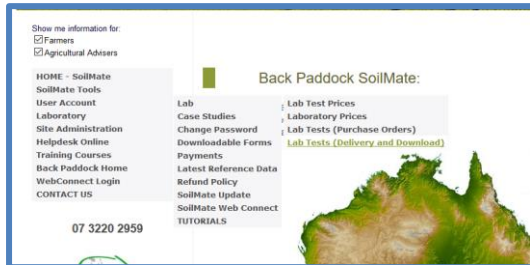 Show me information for:
Farmers
Agricultural Advisers
Back Paddock SoilMate:
HOME - SoilMate
SoilMate Tools
User Account
Laboratory
Site Administration
Helpdesk Online
Training Courses
Back Paddock Home
WebConnect Login
CONTACT US
Lab
Case Studies
Change Password
Downloadable Forms
Payments
Latest Reference Data
Refund Policy
SoilMate Update
SoilMate Web Connect
TUTORIALS
Lab Test Prices
Laboratory Prices
Lab Tests (Purchase Orders)
Lab Tests (Delivery and Download)
07 3220 2959